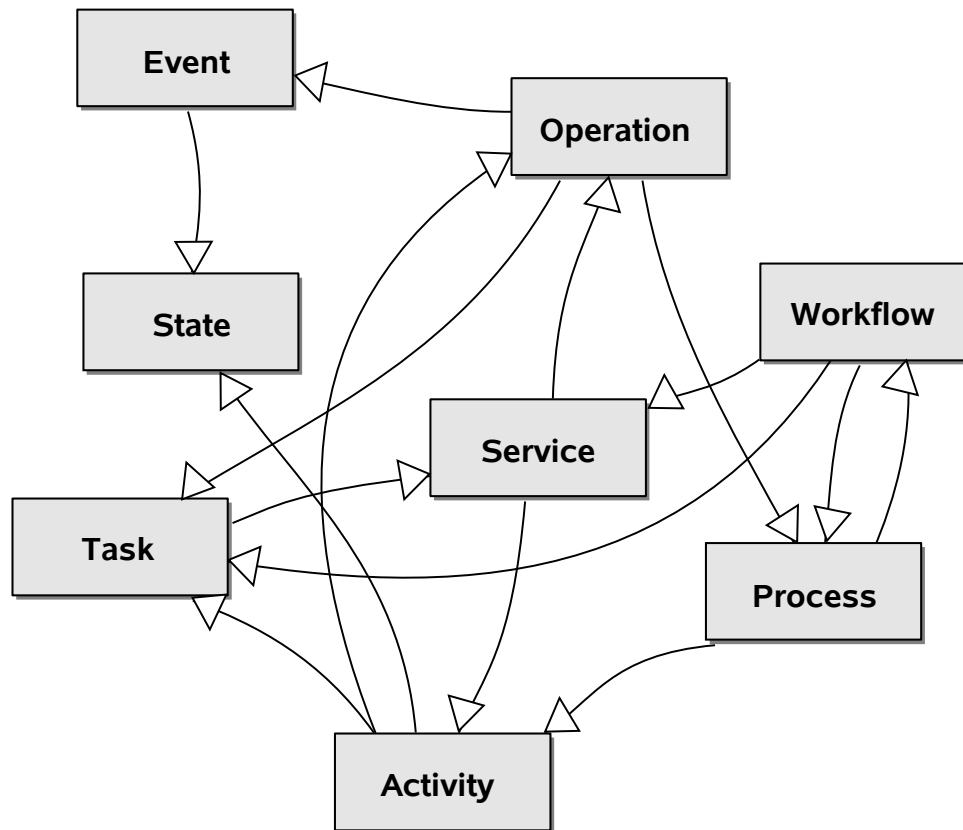 Event
Operation
State
Workflow
Service
Task
Process
Activity